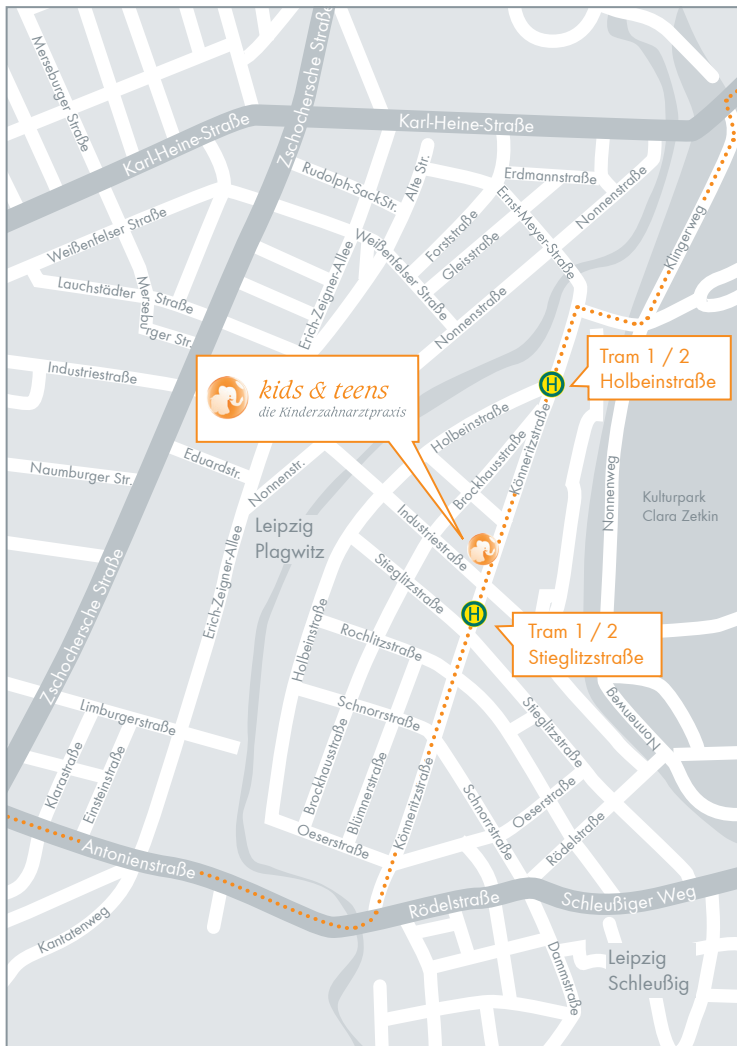 Merseburger Straße
Zschochersche Straße
Karl-Heine-Straße
Karl-Heine-Straße
Rudolph-SackStr.
Alte Str.
Erdmannstraße
Nonnenstraße
Ernst-Meyer-Straße
Forststraße
Gleisstraße
Klingerweg
Weißenfelser Straße
Weißenfelser Straße
Lauchstädter Straße
Merseburger Str.
Erich-Zeigner-Allee
Nonnenstraße
Industriestraße
Tram 1 / 2
Holbeinstraße
H
kids & teens
die Kinderzahnarztpraxis
Holbeinstraße
Brockhausstraße
Könneritzstraße
Naumburger Str.
Eduardstr.
Nonnenstr.
Nonnenweg
Kulturpark
Clara Zetkin
Leipzig
Plagwitz
Industriestraße
Stieglitzstraße
Erich-Zeigner-Allee
Zschochersche Straße
H
Tram 1 / 2
Stieglitzstraße
Holbeinstraße
Rochlitzstraße
Limburgerstraße
Schnorrstraße
Stieglitzstraße
Nonnenweg
Klarastraße
Einsteinstraße
Brockhausstraße
Blümnerstraße
Könneritzstraße
Schnorrstraße
Oeserstraße
Rödelstraße
Oeserstraße
Antonienstraße
Rödelstraße
Schleußiger Weg
Kantatenweg
Dammstraße
Leipzig
Schleußig